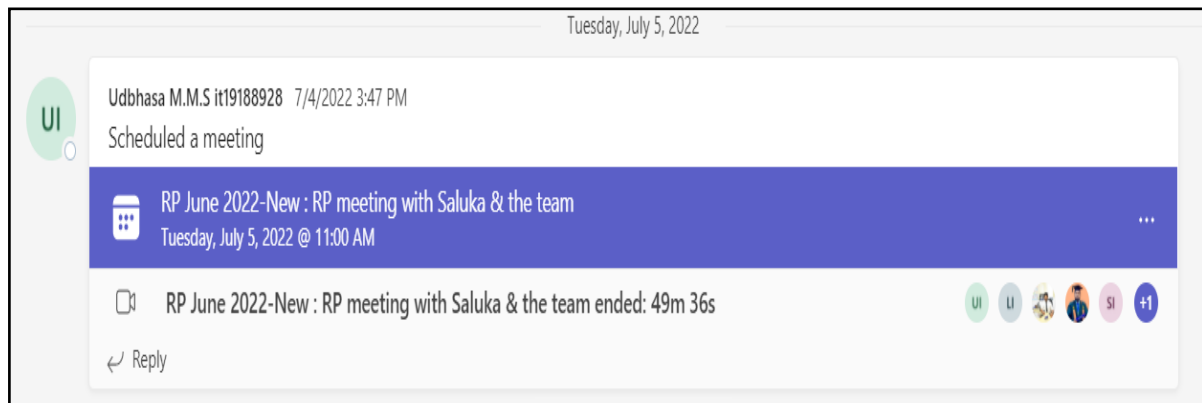 Tuesday, July 5, 2022
UI
Udbhasa M.M.S it19188928 7/4/2022 3:47 PM
Scheduled a meeting
RP June 2022-New : RP meeting with Saluka & the team
Tuesday, July 5, 2022 @ 11:00 AM
...
RP June 2022-New : RP meeting with Saluka & the team ended: 49m 36s
UI LI SI +1
Reply